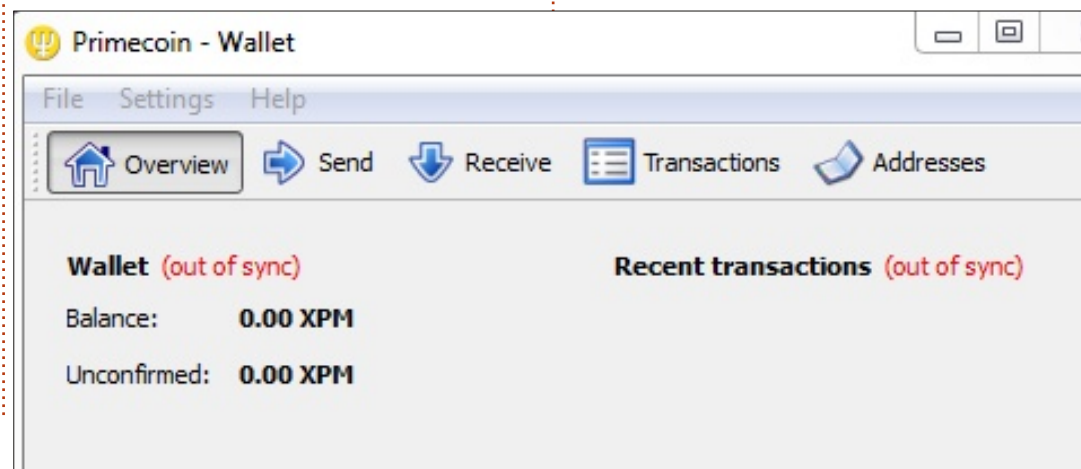 Primecoin - Wallet
File Settings Help
Overview Send Receive Transactions Addresses
Wallet (out of sync) Recent transactions (out of sync)
Balance: 0.00 XPM
Unconfirmed: 0.00 XPM